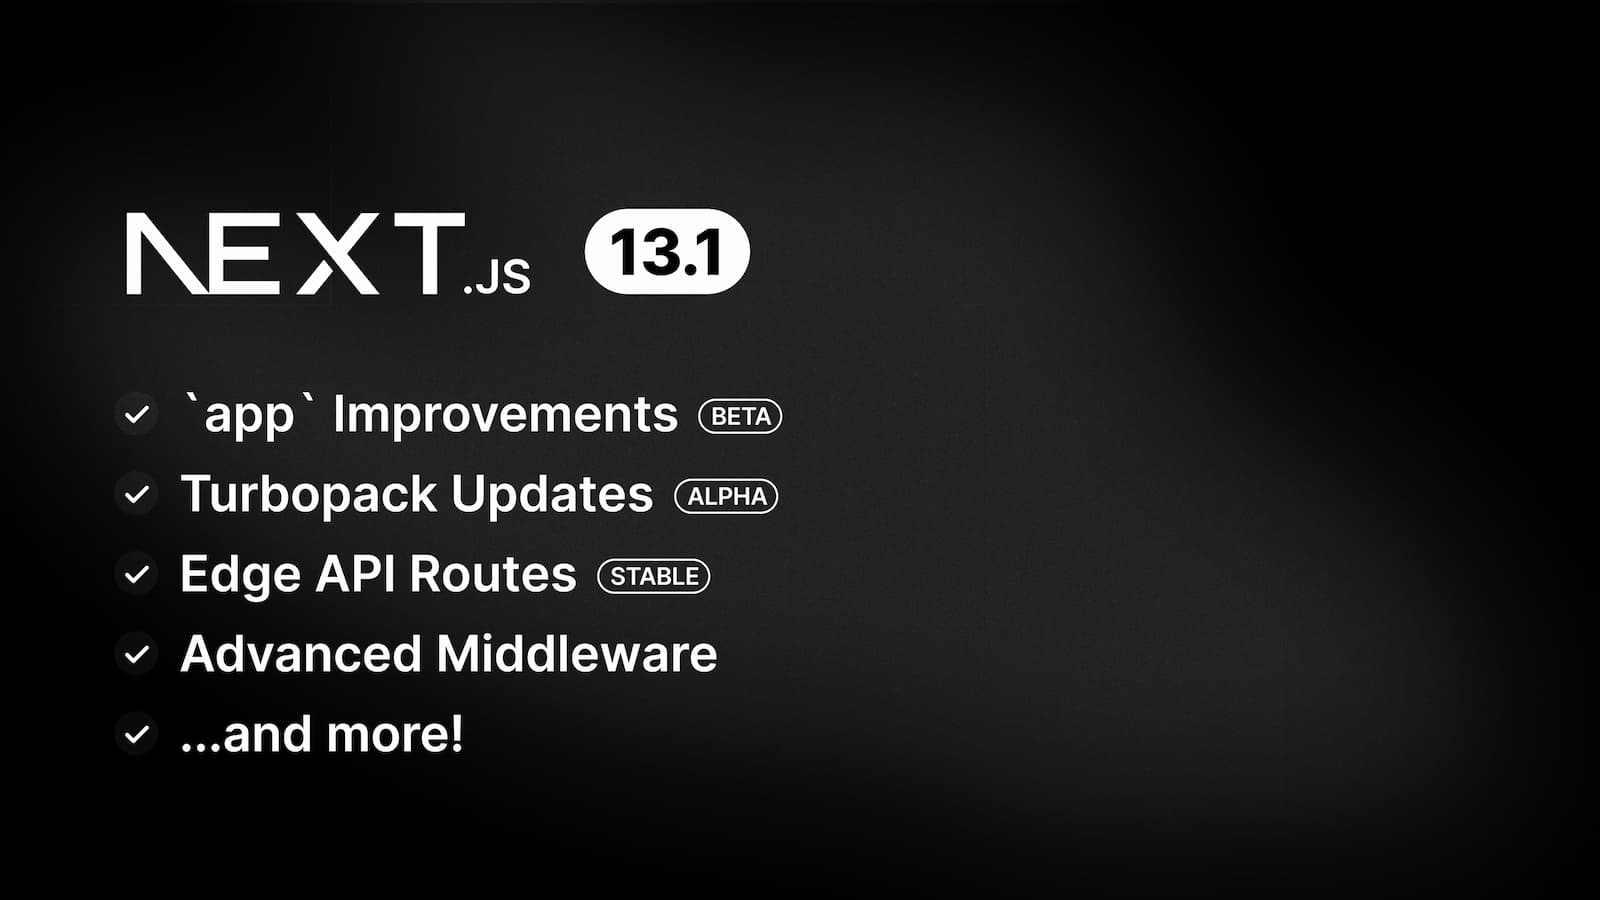 NEXT.JS 13.1
`app` Improvements BETA
Turbopack Updates ALPHA
Edge API Routes STABLE
Advanced Middleware
...and more!